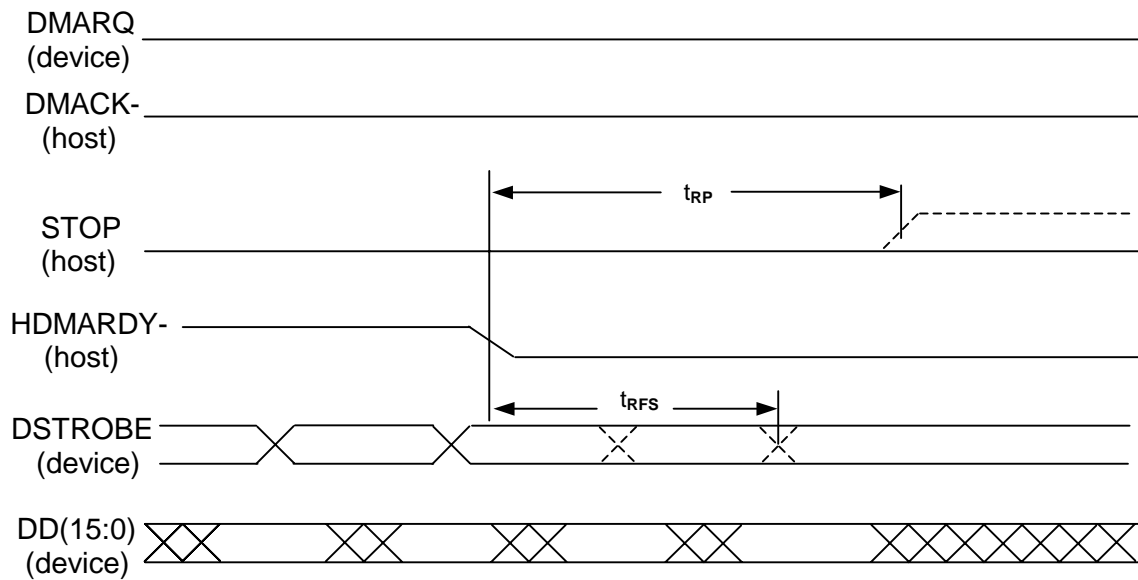 DMARQ
(device)
DMACK-
(host)
tRP
STOP
(host)
HDMARDY-
(host)
tRFS
DSTROBE
(device)
DD(15:0)
(device)